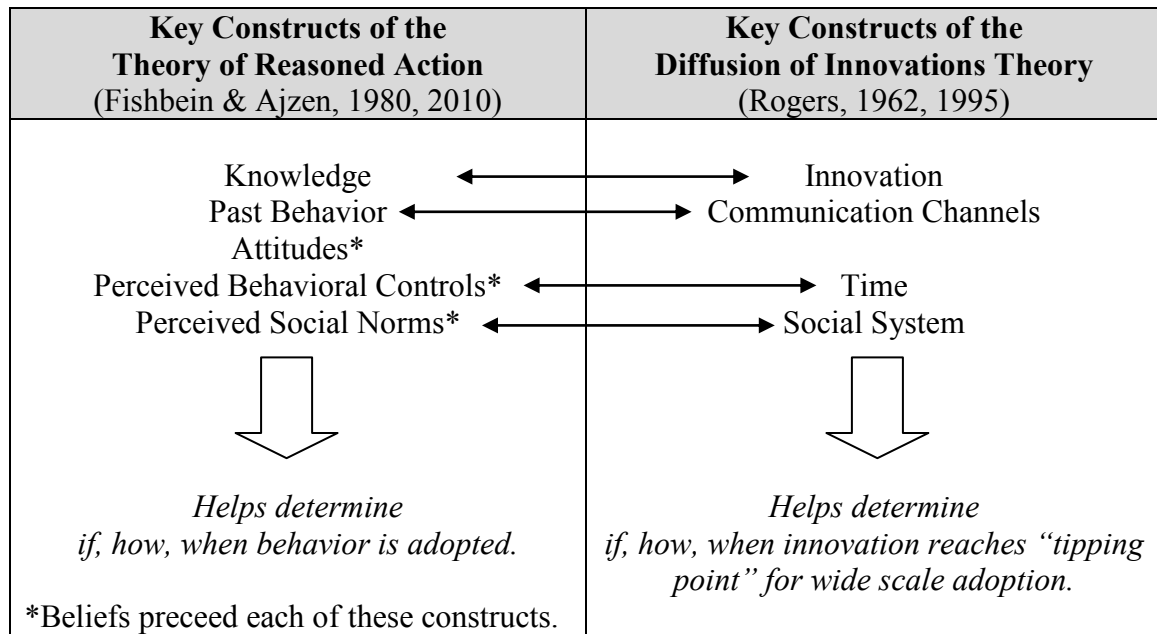 Key Constructs of the
Theory of Reasoned Action
(Fishbein & Ajzen, 1980, 2010)
Key Constructs of the
Diffusion of Innovations Theory
(Rogers, 1962, 1995)
Knowledge
Past Behavior
Attitudes*
Perceived Behavioral Controls*
Perceived Social Norms*
Helps determine
if, how, when behavior is adopted.
*Beliefs preceed each of these constructs.
Innovation
Communication Channels
Time
Social System
Helps determine
if, how, when innovation reaches “tipping
point” for wide scale adoption.